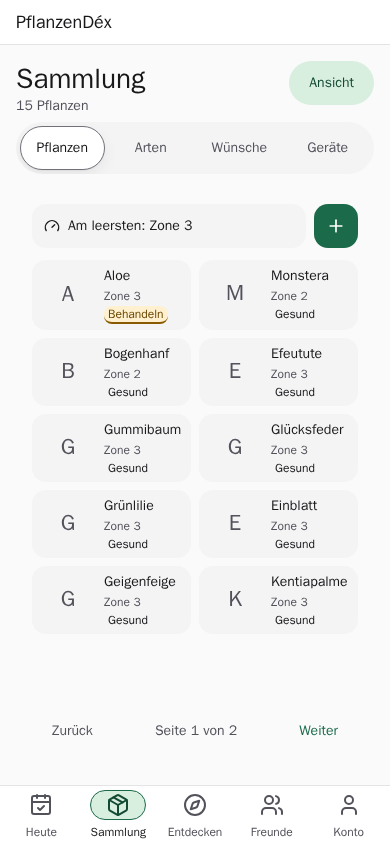 PflanzenDéx
Sammlung
15 Pflanzen
Ansicht
Pflanzen
Arten
Wünsche
Geräte
Am leersten: Zone 3
A
Aloe
Zone 3
Behandeln
M
Monstera
Zone 2
Gesund
B
Bogenhanf
Zone 2
Gesund
E
Efeutute
Zone 3
Gesund
G
Gummibaum
Zone 3
Gesund
G
Glücksfeder
Zone 3
Gesund
G
Grünlilie
Zone 3
Gesund
E
Einblatt
Zone 3
Gesund
G
Geigenfeige
Zone 3
Gesund
K
Kentiapalme
Zone 3
Gesund
Zurück
Seite 1 von 2
Weiter
Heute
Sammlung
Entdecken
Freunde
Konto